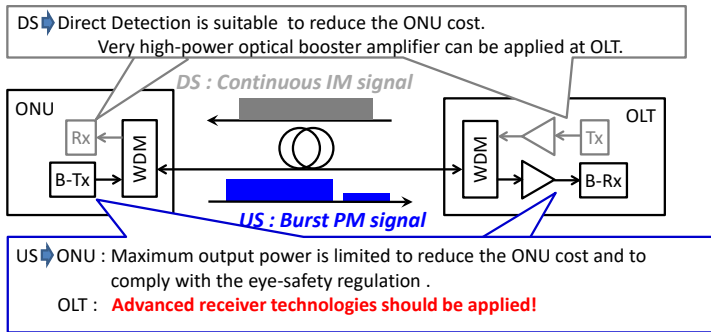 DS Direct Detection is suitable to reduce the ONU cost.
Very high-power optical booster amplifier can be applied at OLT.
DS : Continuous IM signal
ONU
OLT
Rx
WDM
WDM
Tx
B-Tx
B-Rx
US : Burst PM signal
US ONU : Maximum output power is limited to reduce the ONU cost and to
comply with the eye-safety regulation .
OLT : Advanced receiver technologies should be applied!